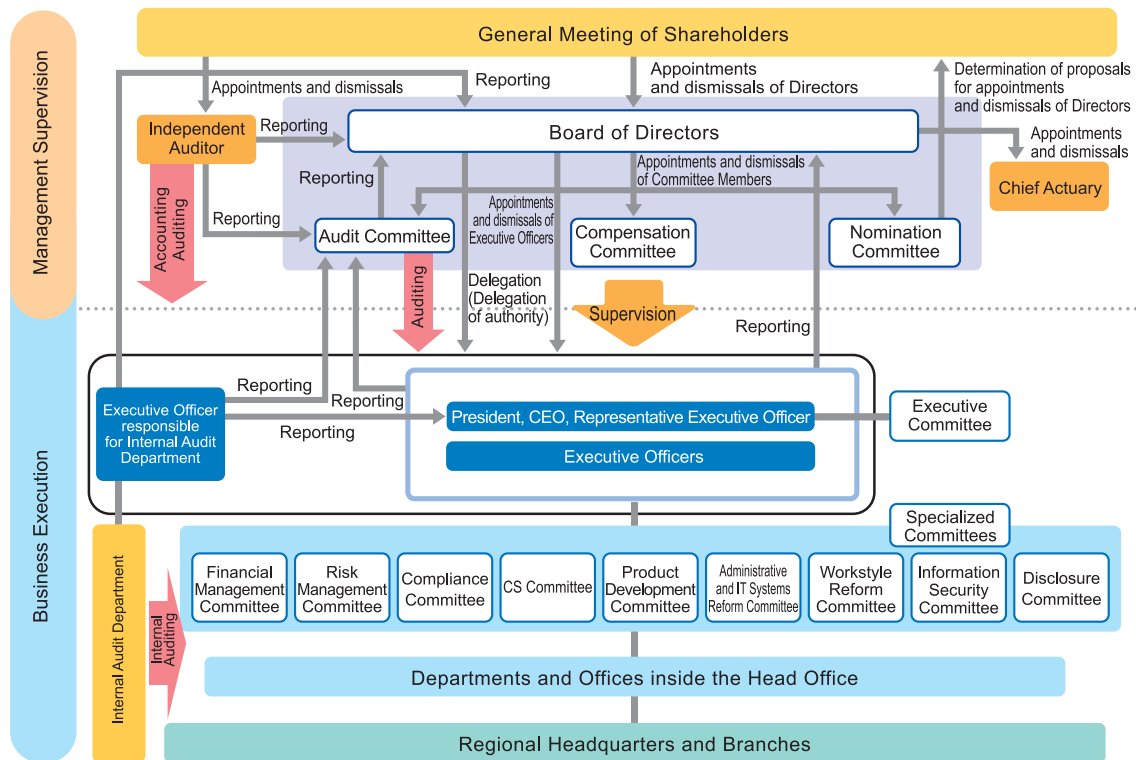 Management Supervision
Business Execution
General Meeting of Shareholders
Appointments and dismissals
Reporting
Appointments
and dismissals of Directors
Determination of proposals
for appointments
and dismissals of Directors
Independent
Auditor
Reporting
Board of Directors
Appointments
and dismissals
Chief Actuary
Accounting
Auditing
Reporting
Reporting
Appointments and dismissals
of Committee Members
Appointments
and dismissals of
Executive Officers
Audit Committee
Compensation
Committee
Nomination
Committee
Auditing
Delegation
(Delegation
of authority)
Supervision
Reporting
Reporting
Reporting
Reporting
Executive Officer
responsible
for Internal Audit
Department
President, CEO, Representative Executive Officer
Executive Officers
Executive
Committee
Specialized
Committees
Financial
Management
Committee
Risk
Management
Committee
Compliance
Committee
CS Committee
Product
Development
Committee
Administrative
and IT Systems
Reform Committee
Workstyle
Reform
Committee
Information
Security
Committee
Disclosure
Committee
Internal Audit Department
Internal
Auditing
Departments and Offices inside the Head Office
Regional Headquarters and Branches